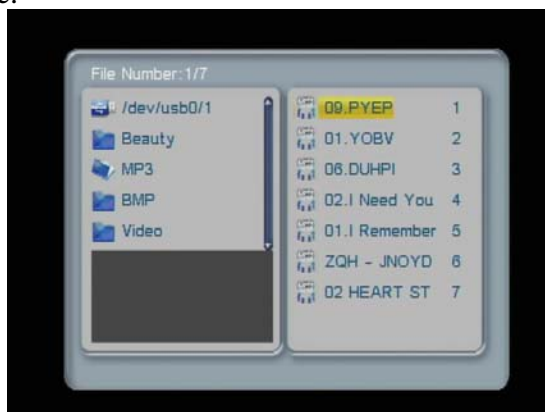 File Number:1/7
/dev/usb0/1
Beauty
MP3
BMP
Video
09.PYEP 1
01.YOBV 2
06.DUHPI 3
02.I Need You 4
01.I Remember 5
ZQH - JNOYD 6
02 HEART ST 7